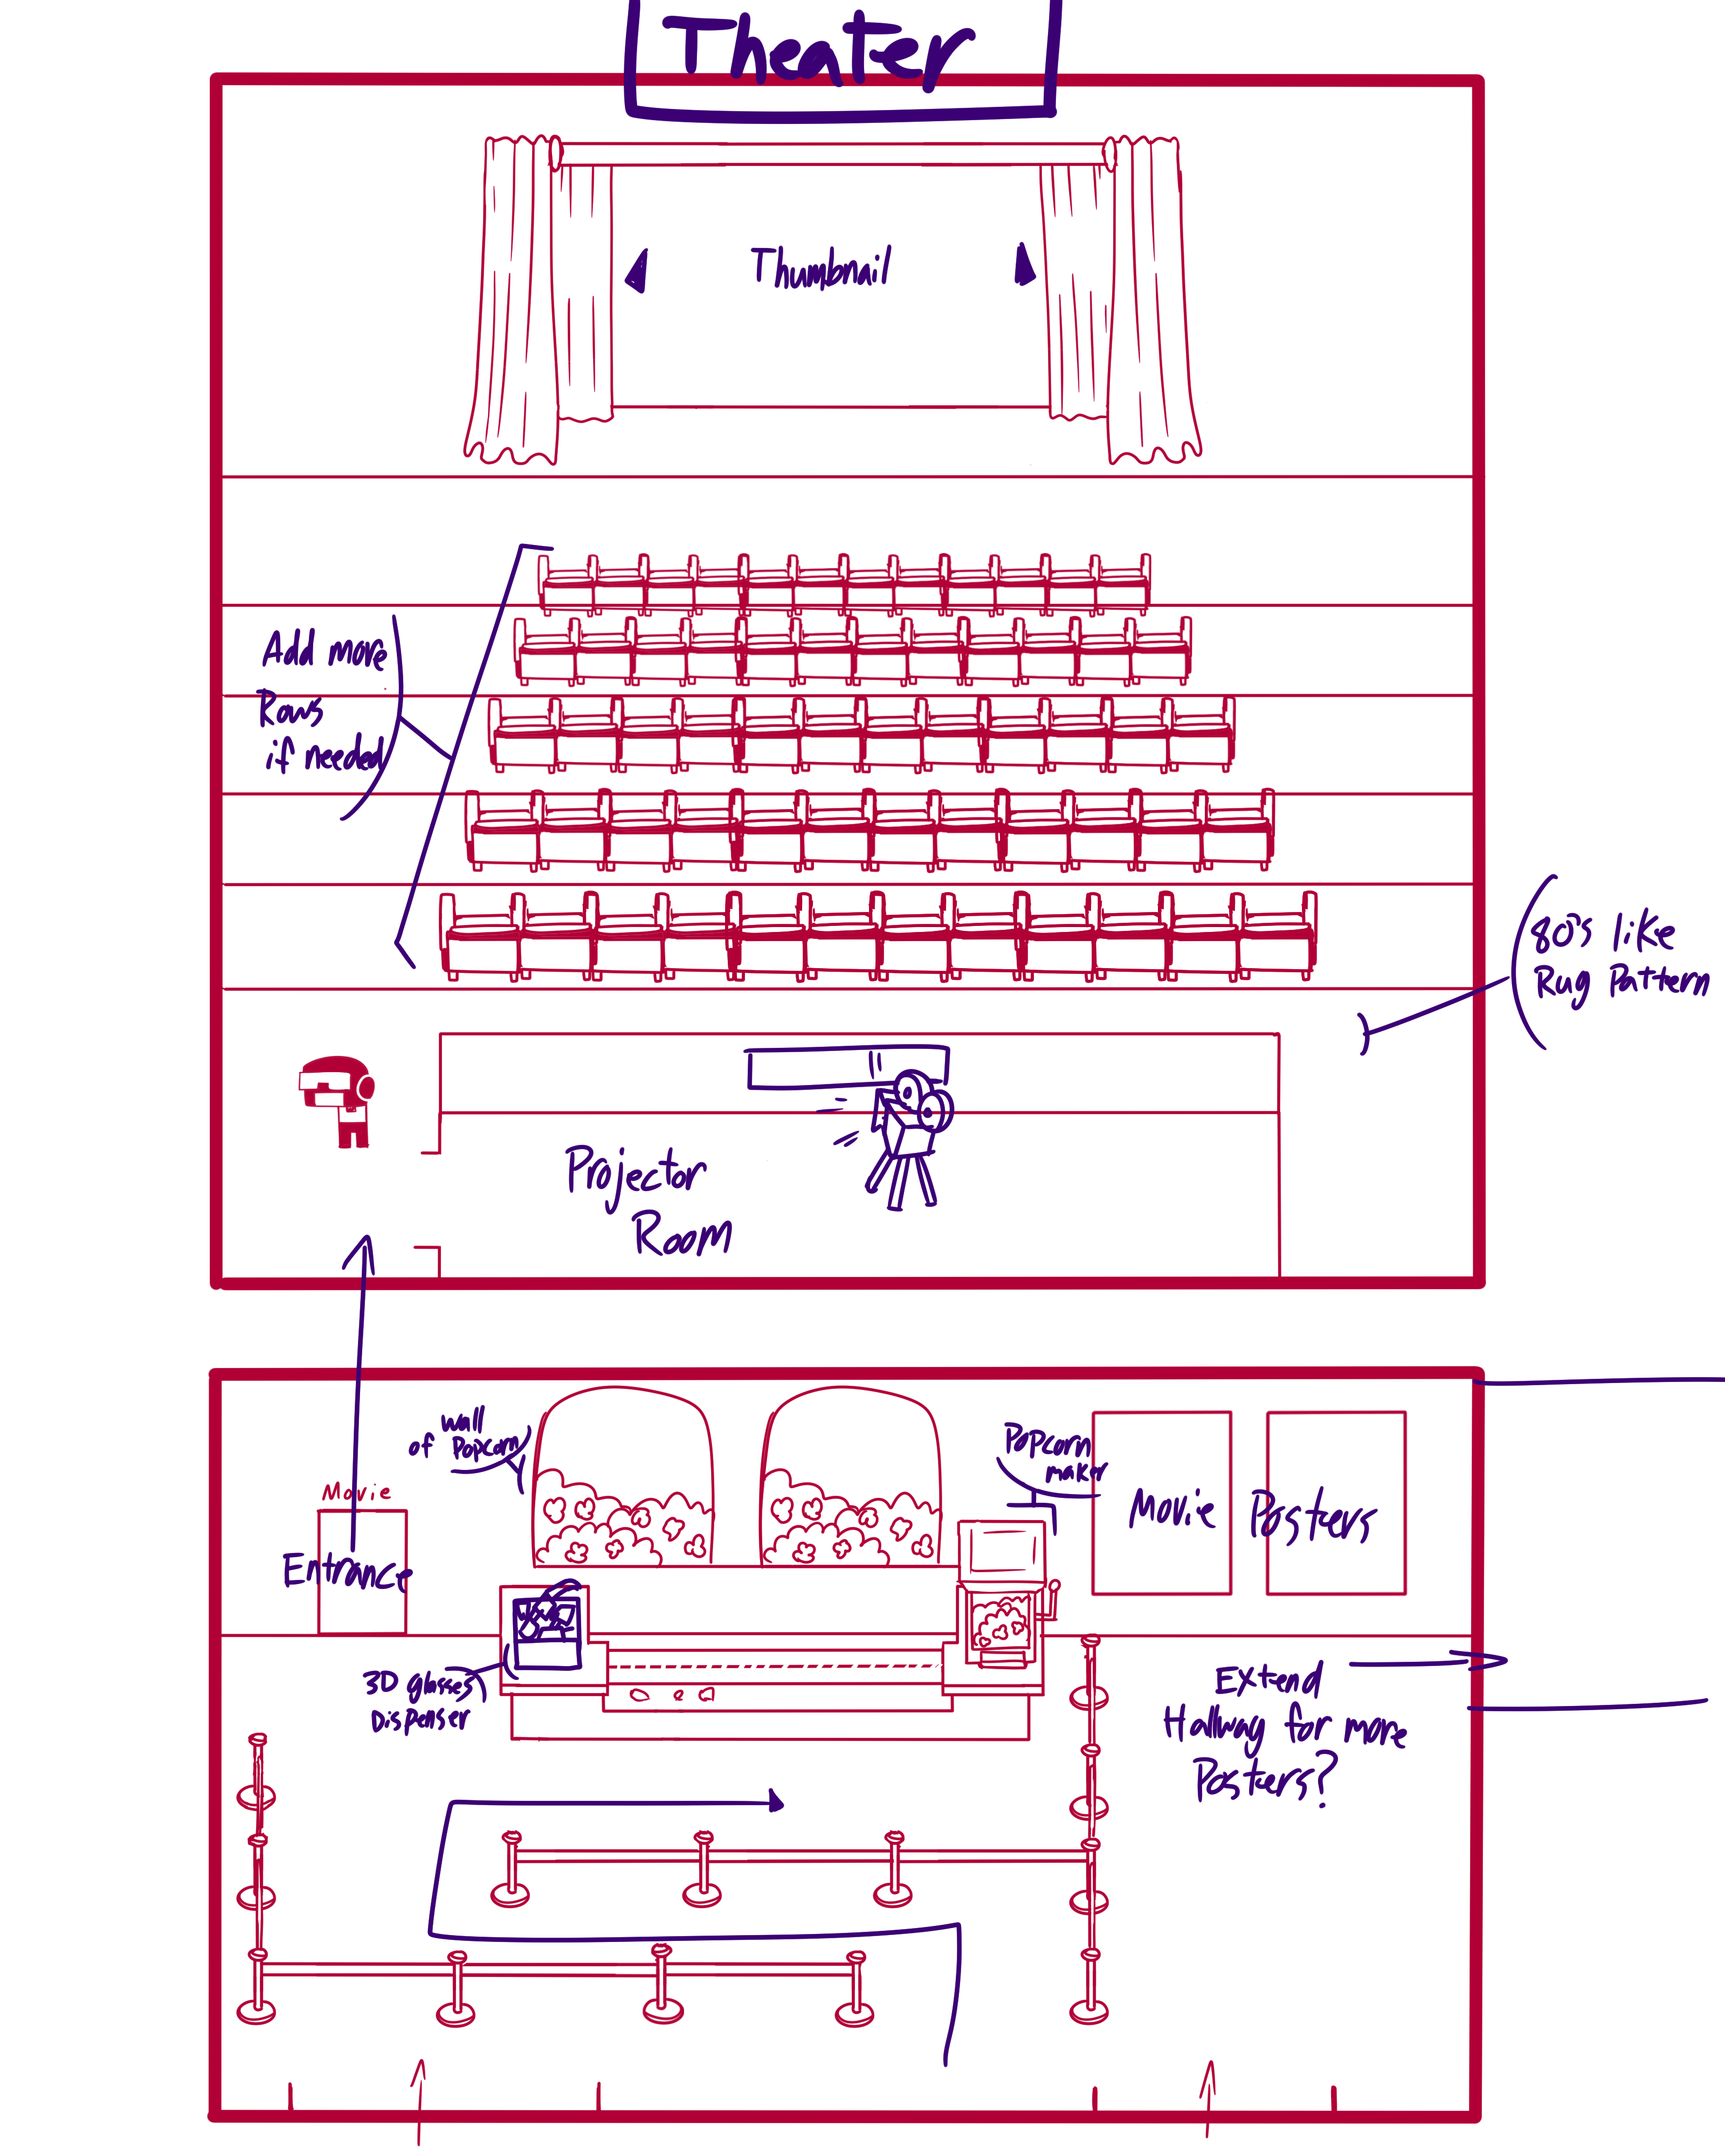 Theater
Thumbnail
Add more
Rows
if needed
80's like
Rug Pattern
Projector
Room
wall
of Popcorn
Popcorn
maker
Movie
Entrance
Movie Posters
3D glasses
Dispenser
Extend
Hallway for more
Posters?